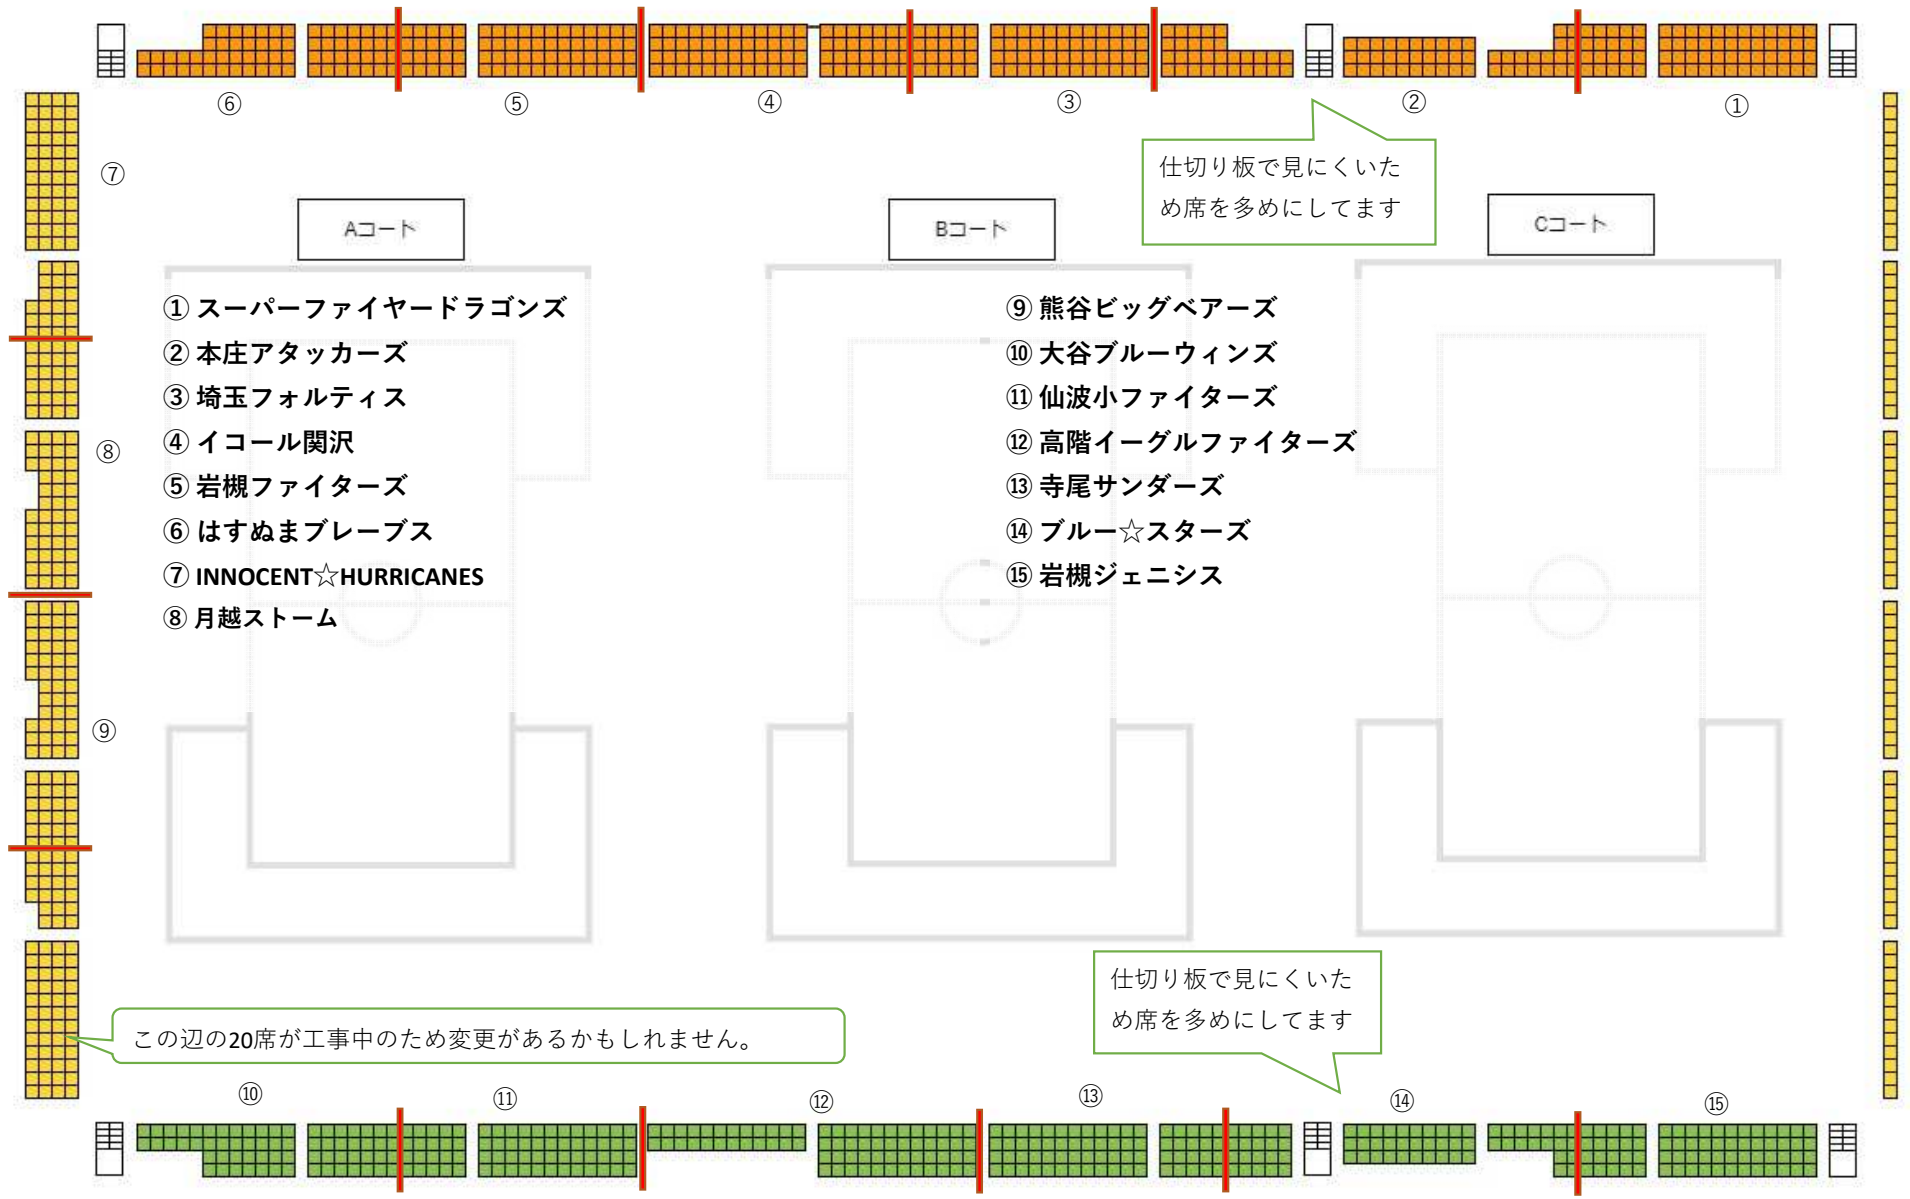 ⑥
⑤
④
③
②
①
⑦
仕切り板で見にくいた
め席を多めにしてます
Aコート
Bコート
Cコート
① スーパーファイヤードラゴンズ
② 本庄アタッカーズ
③ 埼玉フォルティス
④ イコール関沢
⑤ 岩槻ファイターズ
⑥ はすぬまブレーブス
⑦ INNOCENT☆HURRICANES
⑧ 月越ストーム
⑨ 熊谷ビッグベアーズ
⑩ 大谷ブルーウィンズ
⑪ 仙波小ファイターズ
⑫ 高階イーグルファイターズ
⑬ 寺尾サンダーズ
⑭ ブルー☆スターズ
⑮ 岩槻ジェニシス
⑧
⑨
仕切り板で見にくいた
め席を多めにしてます
この辺の20席が工事中のため変更があるかもしれません。
⑩
⑪
⑫
⑬
⑭
⑮